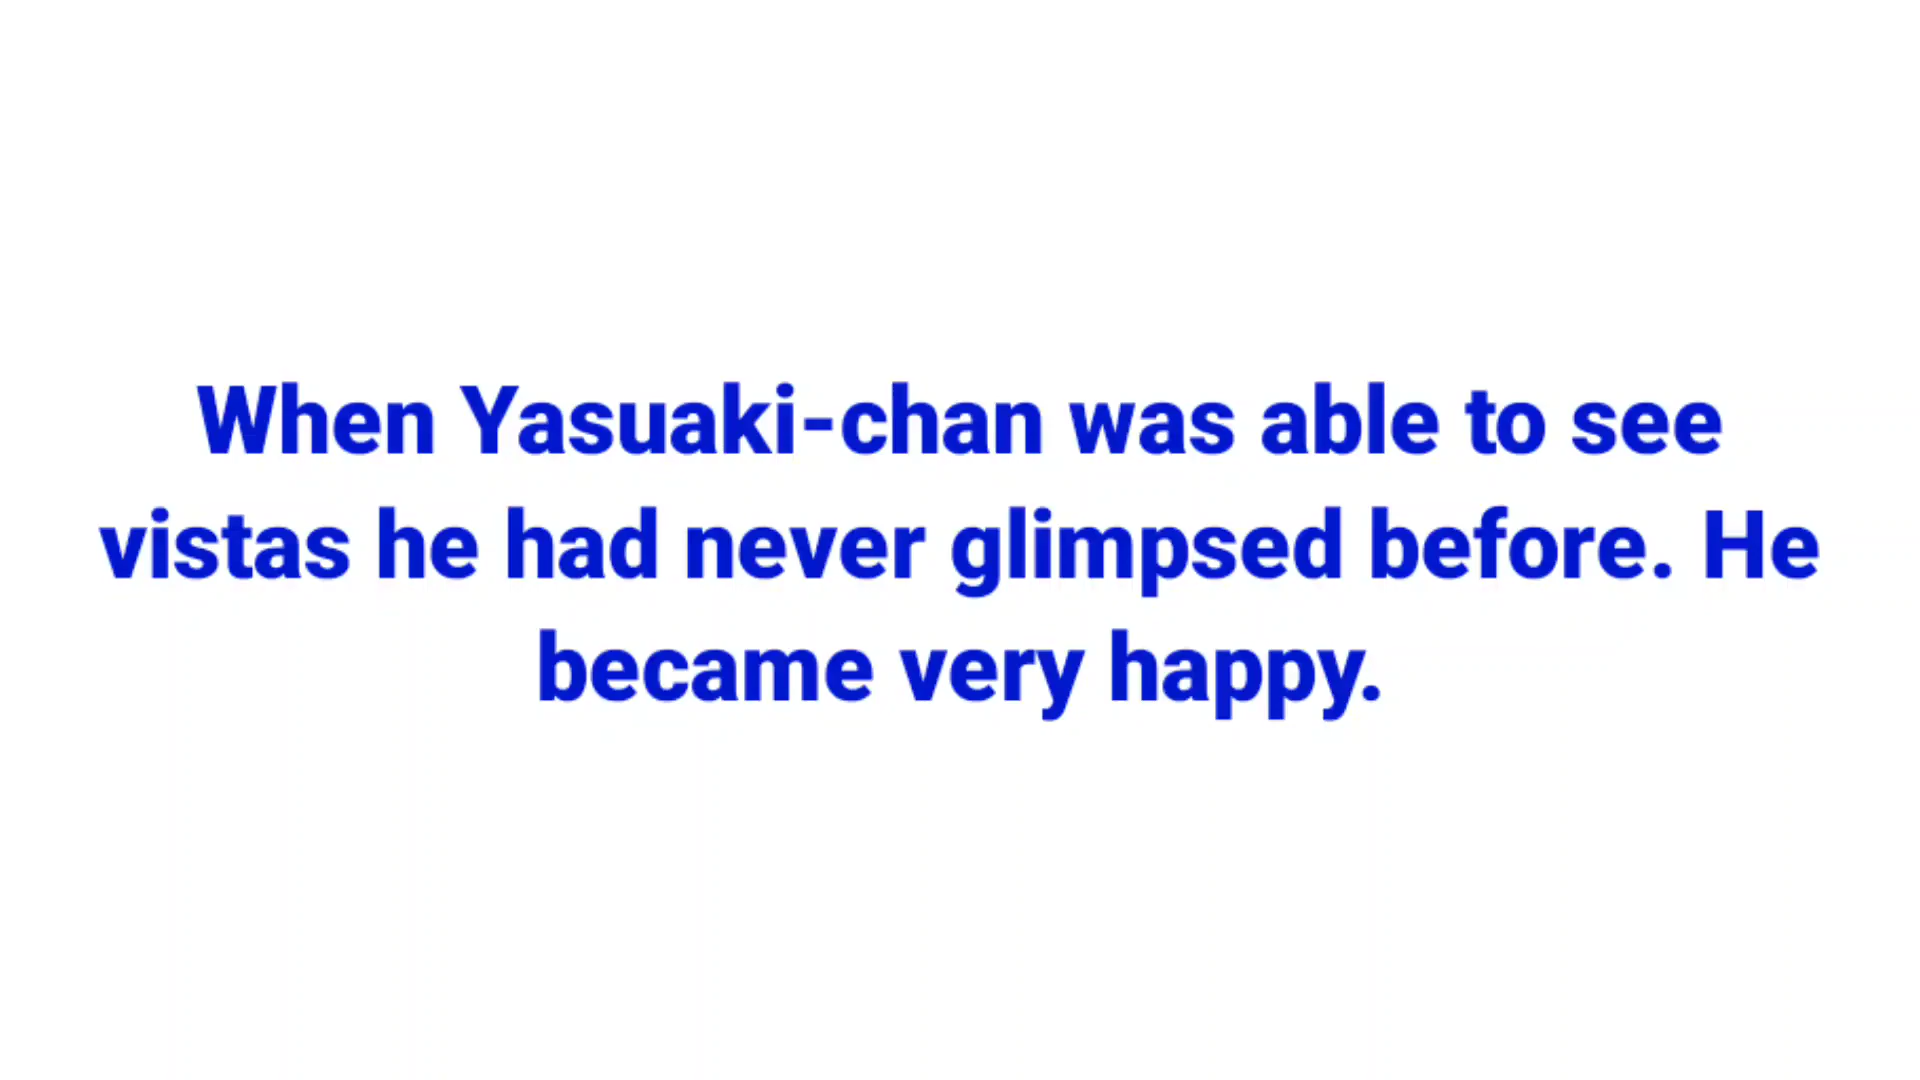 When Yasuaki-chan was able to see
vistas he had never glimpsed before. He
became very happy.